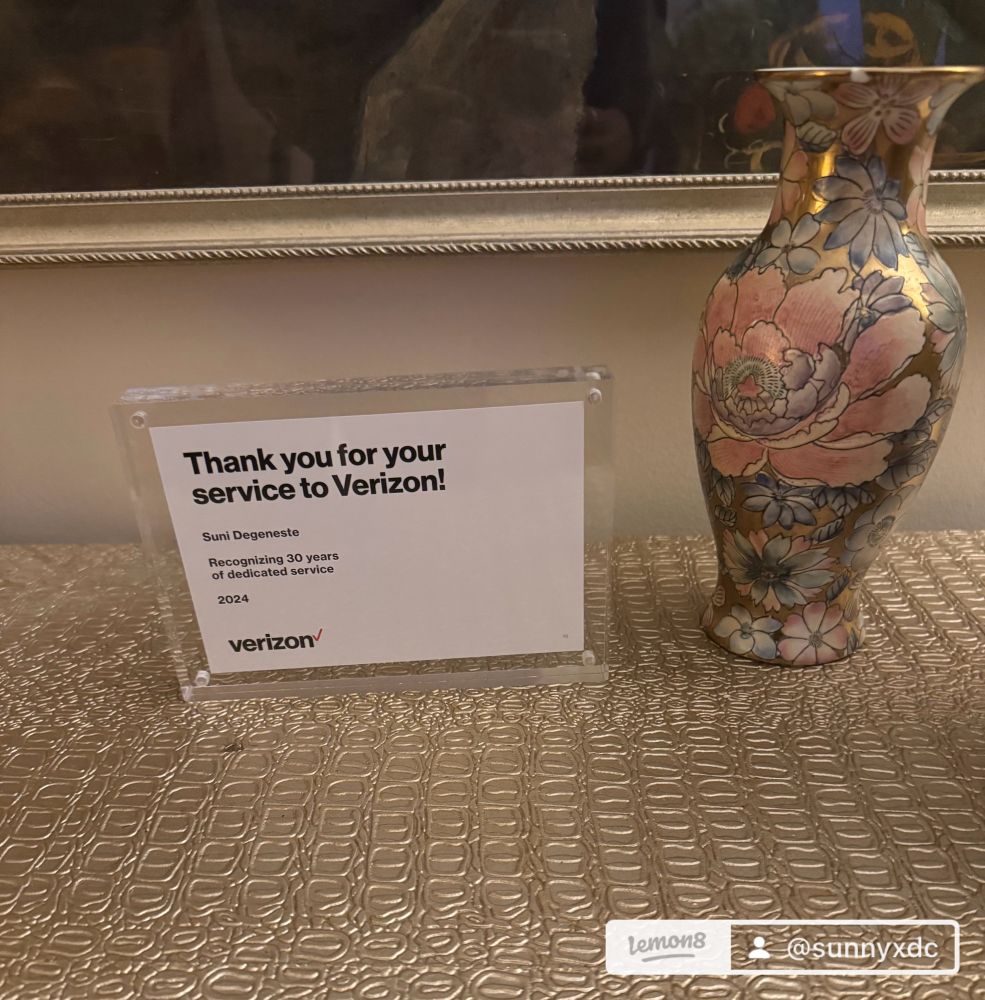 Thank you for your
service to Verizon!
Suni Degeneste
Recognizing 30 years
of dedicated service
2024
verizon✓
lemon8
@sunnyxdc